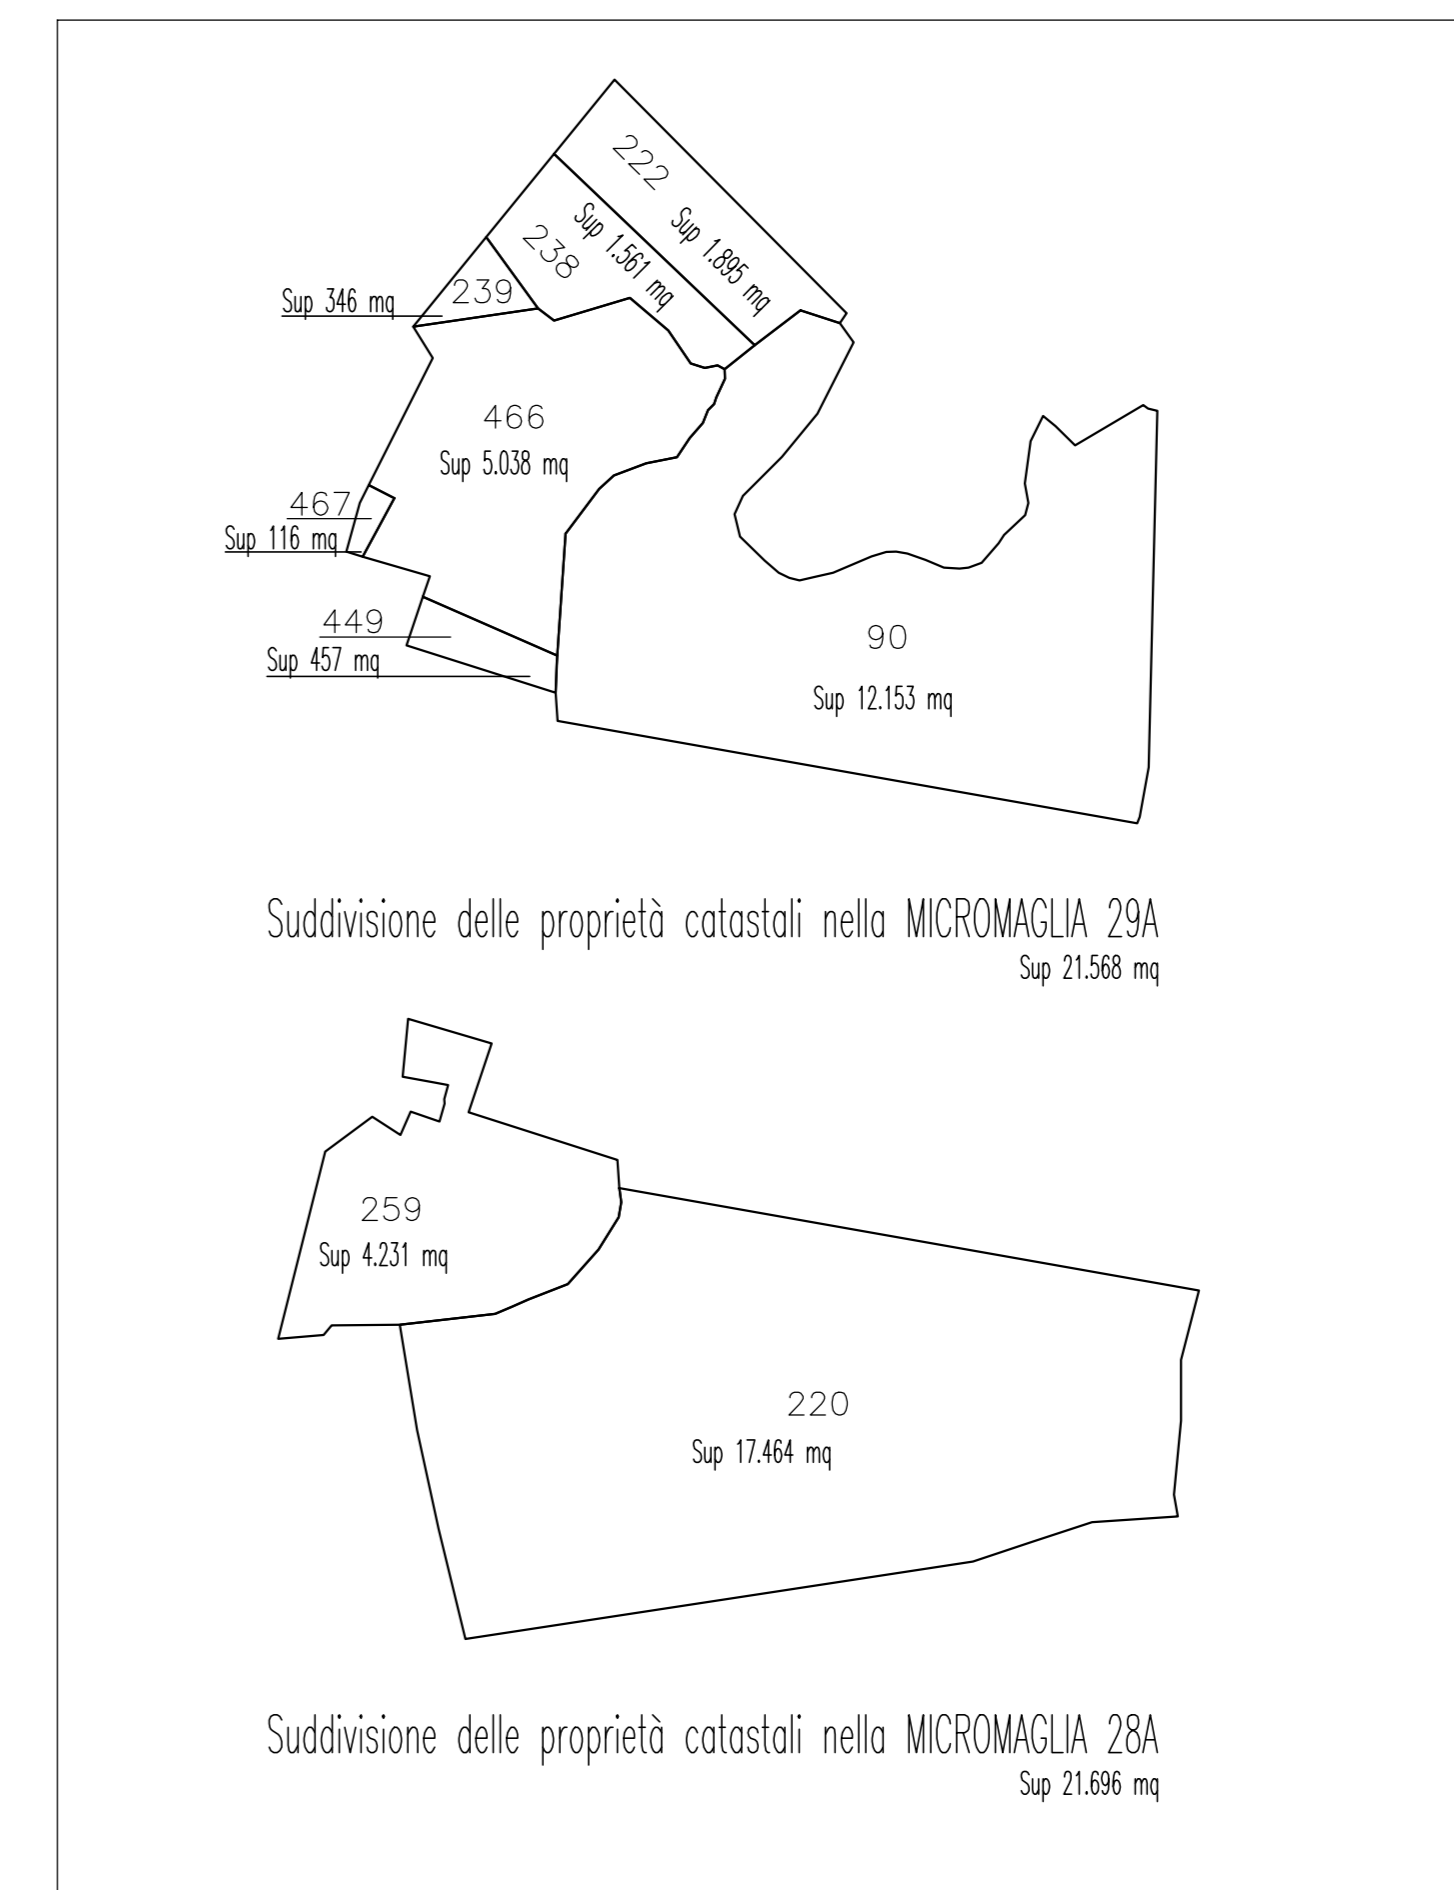 222
Sup 1.895 mq
238
Sup 1.561 mq
239
Sup 346 mq
466
Sup 5.038 mq
467
Sup 116 mq
449
Sup 457 mq
90
Sup 12.153 mq
Suddivisione delle proprietà catastali nella MICROMAGLIA 29A
Sup 21.568 mq
259
Sup 4.231 mq
220
Sup 17.464 mq
Suddivisione delle proprietà catastali nella MICROMAGLIA 28A
Sup 21.696 mq